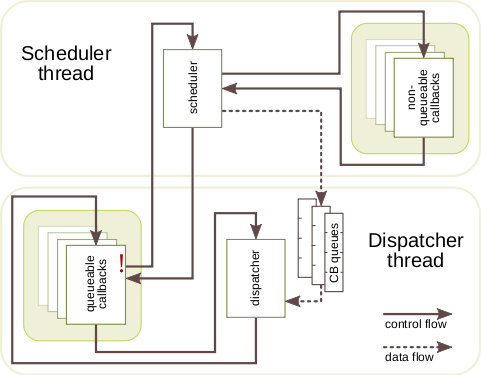 Scheduler
thread
scheduler
non-
queueable
callbacks
Dispatcher
thread
queueable
callbacks
!
dispatcher
CB queues
control flow
data flow